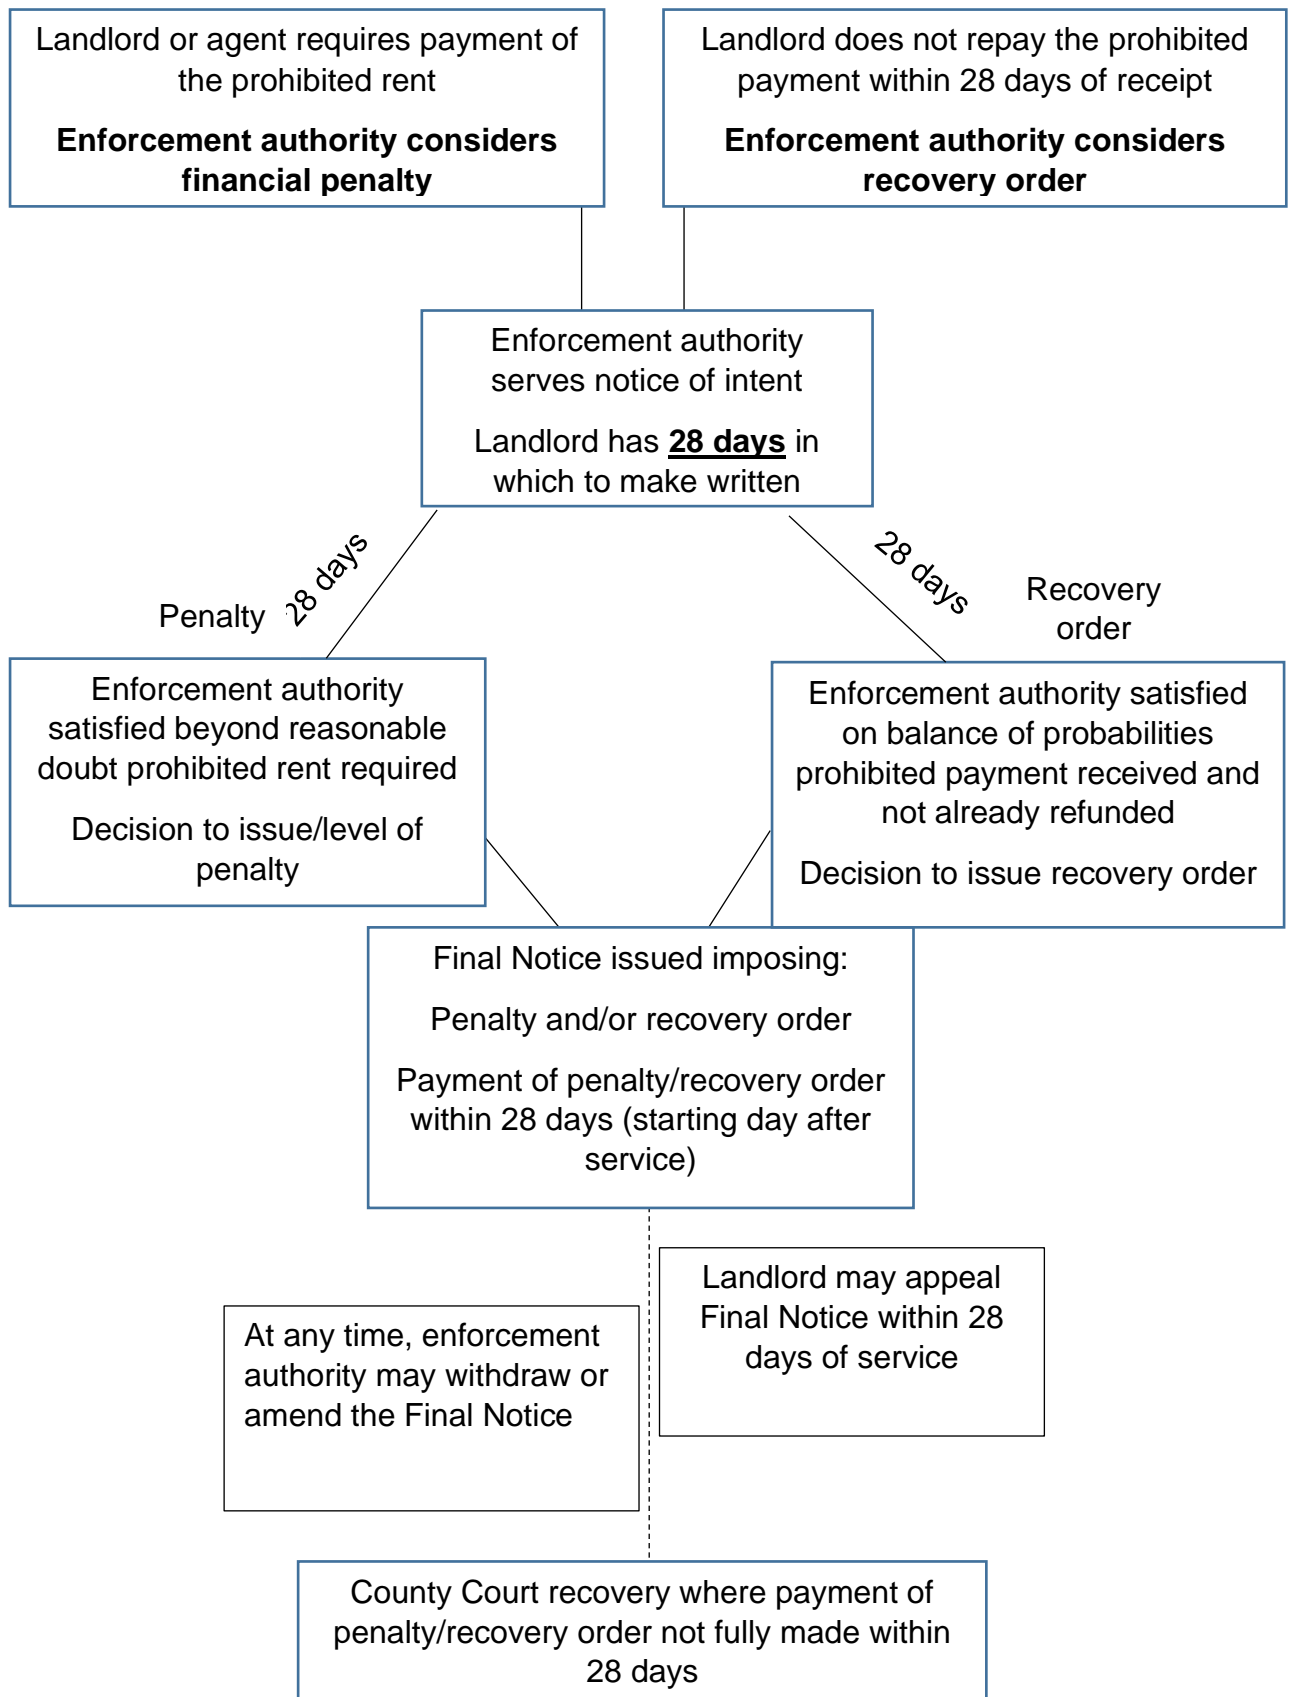 Landlord or agent requires payment of
the prohibited rent
Enforcement authority considers
financial penalty
Landlord does not repay the prohibited
payment within 28 days of receipt
Enforcement authority considers
recovery order
Enforcement authority
serves notice of intent
Landlord has 28 days in
which to make written
28 days
Penalty
28 days
Recovery
order
Enforcement authority
satisfied beyond reasonable
doubt prohibited rent required
Decision to issue/level of
penalty
Enforcement authority satisfied
on balance of probabilities
prohibited payment received and
not already refunded
Decision to issue recovery order
Final Notice issued imposing:
Penalty and/or recovery order
Payment of penalty/recovery order
within 28 days (starting day after
service)
Landlord may appeal
Final Notice within 28
days of service
At any time, enforcement
authority may withdraw or
amend the Final Notice
County Court recovery where payment of
penalty/recovery order not fully made within
28 days